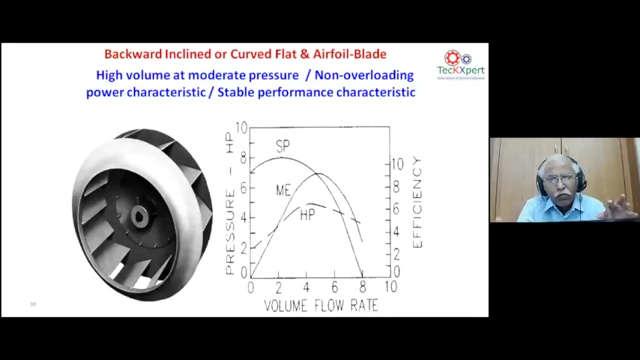 Backward Inclined or Curved Flat & Airfoil-Blade
High volume at moderate pressure / Non-overloading
power characteristic / Stable performance characteristic
TecKXpert
PRESSURE - HP
10
8
6
4
2
0
SP
ME
HP
10
8
6
4
2
0
EFFICIENCY
0 2 4 6 8 10
VOLUME FLOW RATE